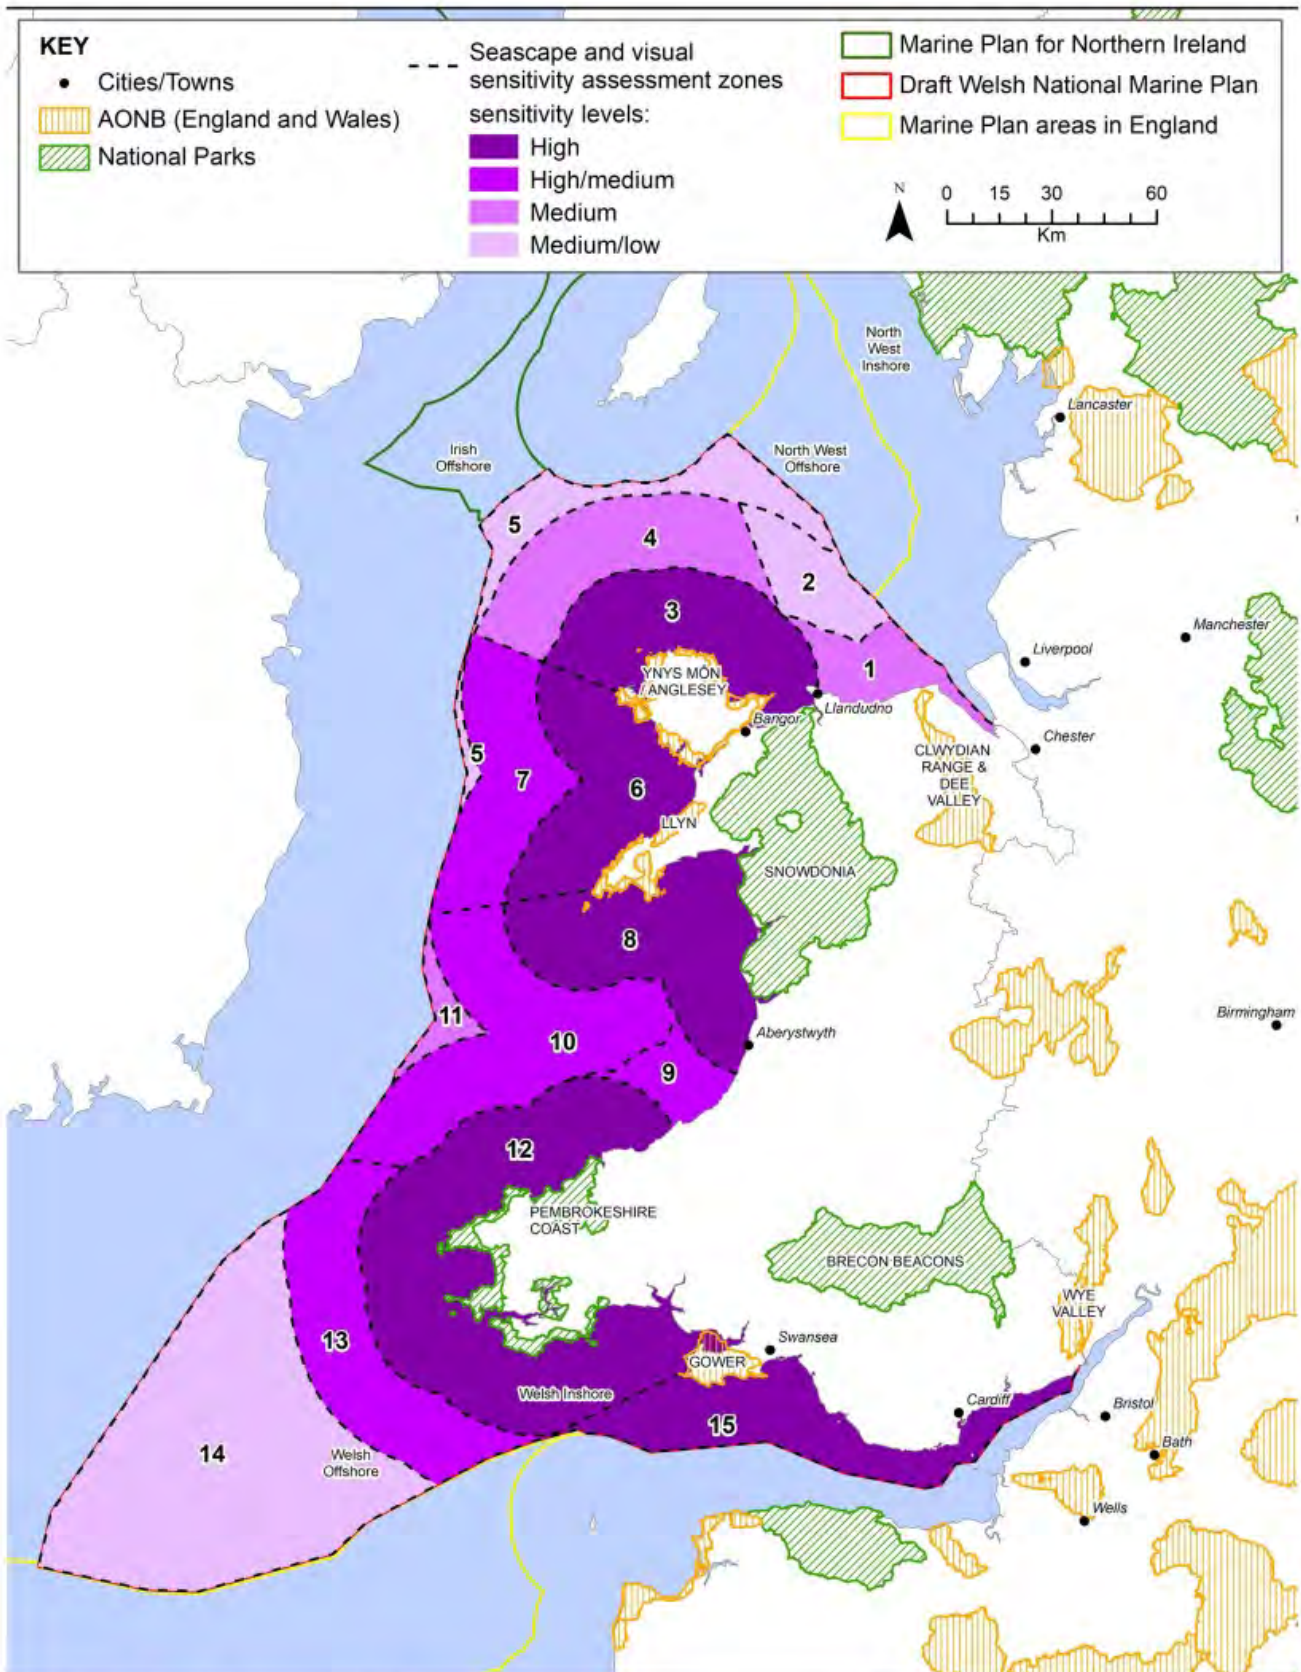 KEY
Cities/Towns
AONB (England and Wales)
National Parks
Seascape and visual
sensitivity assessment zones
sensitivity levels:
High
High/medium
Medium
Medium/low
Marine Plan for Northern Ireland
Draft Welsh National Marine Plan
Marine Plan areas in England
N
0 15 30 60
Km
North
West
Inshore
Lancaster
Irish
Offshore
North West
Offshore
5
4
2
3
Manchester
Liverpool
1
YNYS MÔN
/ ANGLESEY
Llandudno
Bangor
Chester
5
7
6
CLWYDIAN
RANGE &
DEE
VALLEY
LLYN
SNOWDONIA
8
11
10
Birmingham
Aberystwyth
9
12
PEMBROKESHIRE
COAST
BRECON BEACONS
WYE
VALLEY
13
Swansea
GOWER
Welsh Inshore
Cardiff
Bristol
15
14
Welsh
Offshore
Bath
Wells